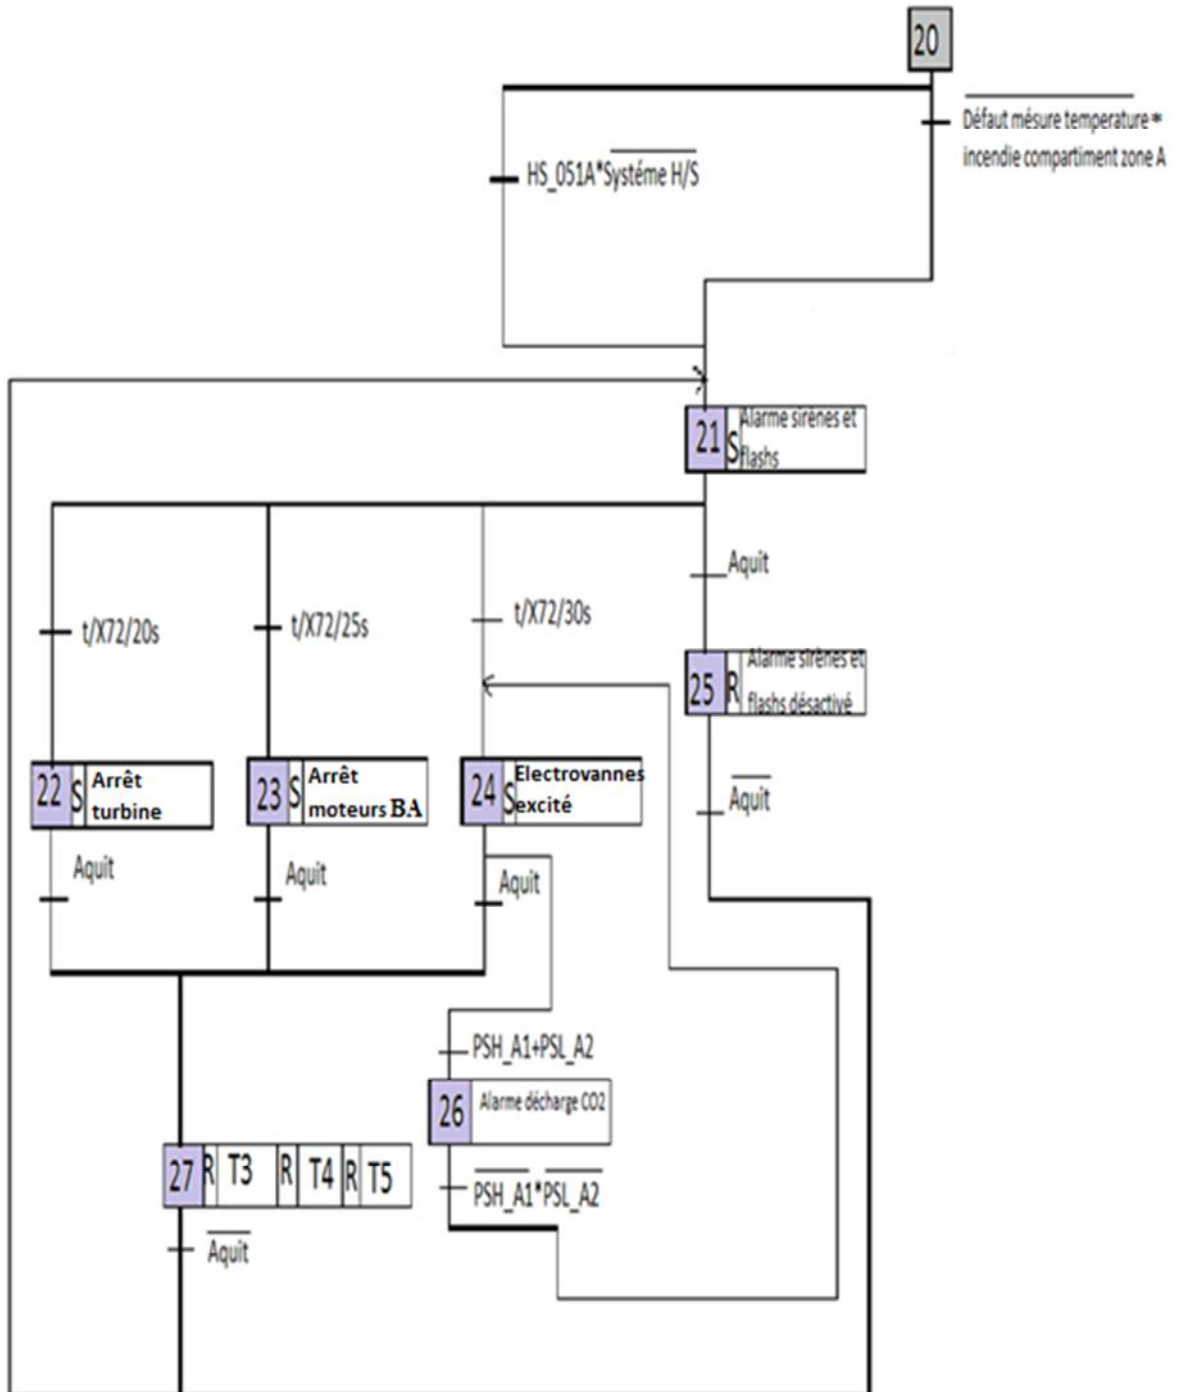 20
Défaut mésure temperature*
incendie compartiment zone A
HS_051A*Systéme H/S
21 S Alarme sirènes et
flashs
Aquit
t/X72/20s
t/X72/25s
t/X72/30s
25 R Alarme sirènes et
flashs désactivé
22 S Arrêt
turbine
23 S Arrêt
moteurs BA
24 S Electrovannes
excité
Aquit
Aquit
Aquit
Aquit
PSH_A1+PSL_A2
26 Alarme décharge CO2
27 R T3 R T4 R T5
PSH_A1*PSL_A2
Aquit